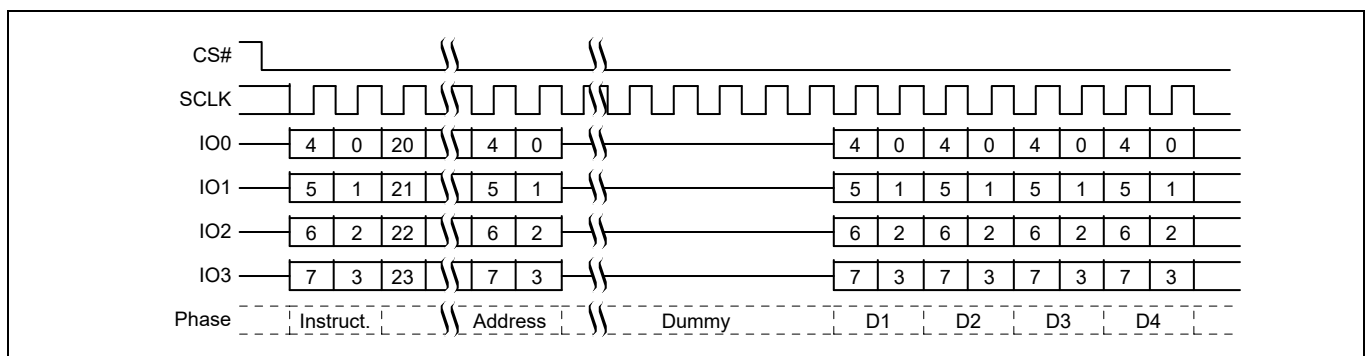 CS#
SCLK
IO0 4 0 20 4 0 4 0 4 0 4 0 4 0
IO1 5 1 21 5 1 5 1 5 1 5 1 5 1
IO2 6 2 22 6 2 6 2 6 2 6 2 6 2
IO3 7 3 23 7 3 7 3 7 3 7 3 7 3
Phase Instruct. Address Dummy D1 D2 D3 D4